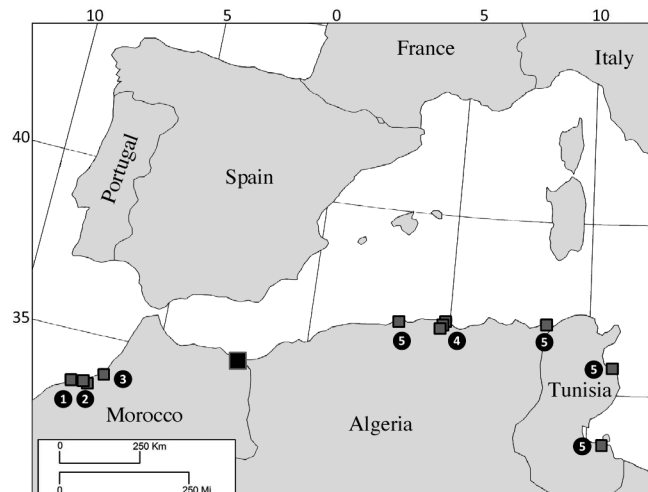 10 5 0 5 10
France
Italy
40
Portugal
Spain
35
5 4 5
5
3
Tunisia
1 2
Morocco
Algeria
5
0 250 Km
0 250 Mi